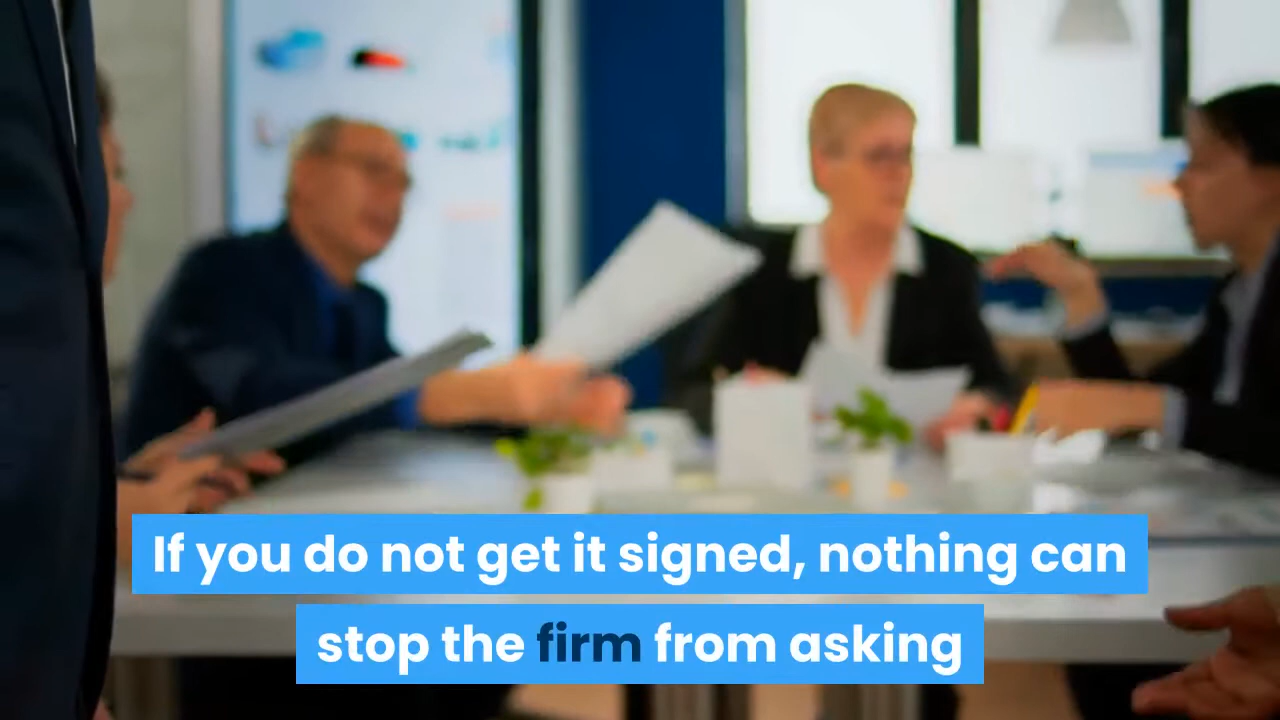 If you do not get it signed, nothing can
stop the firm from asking